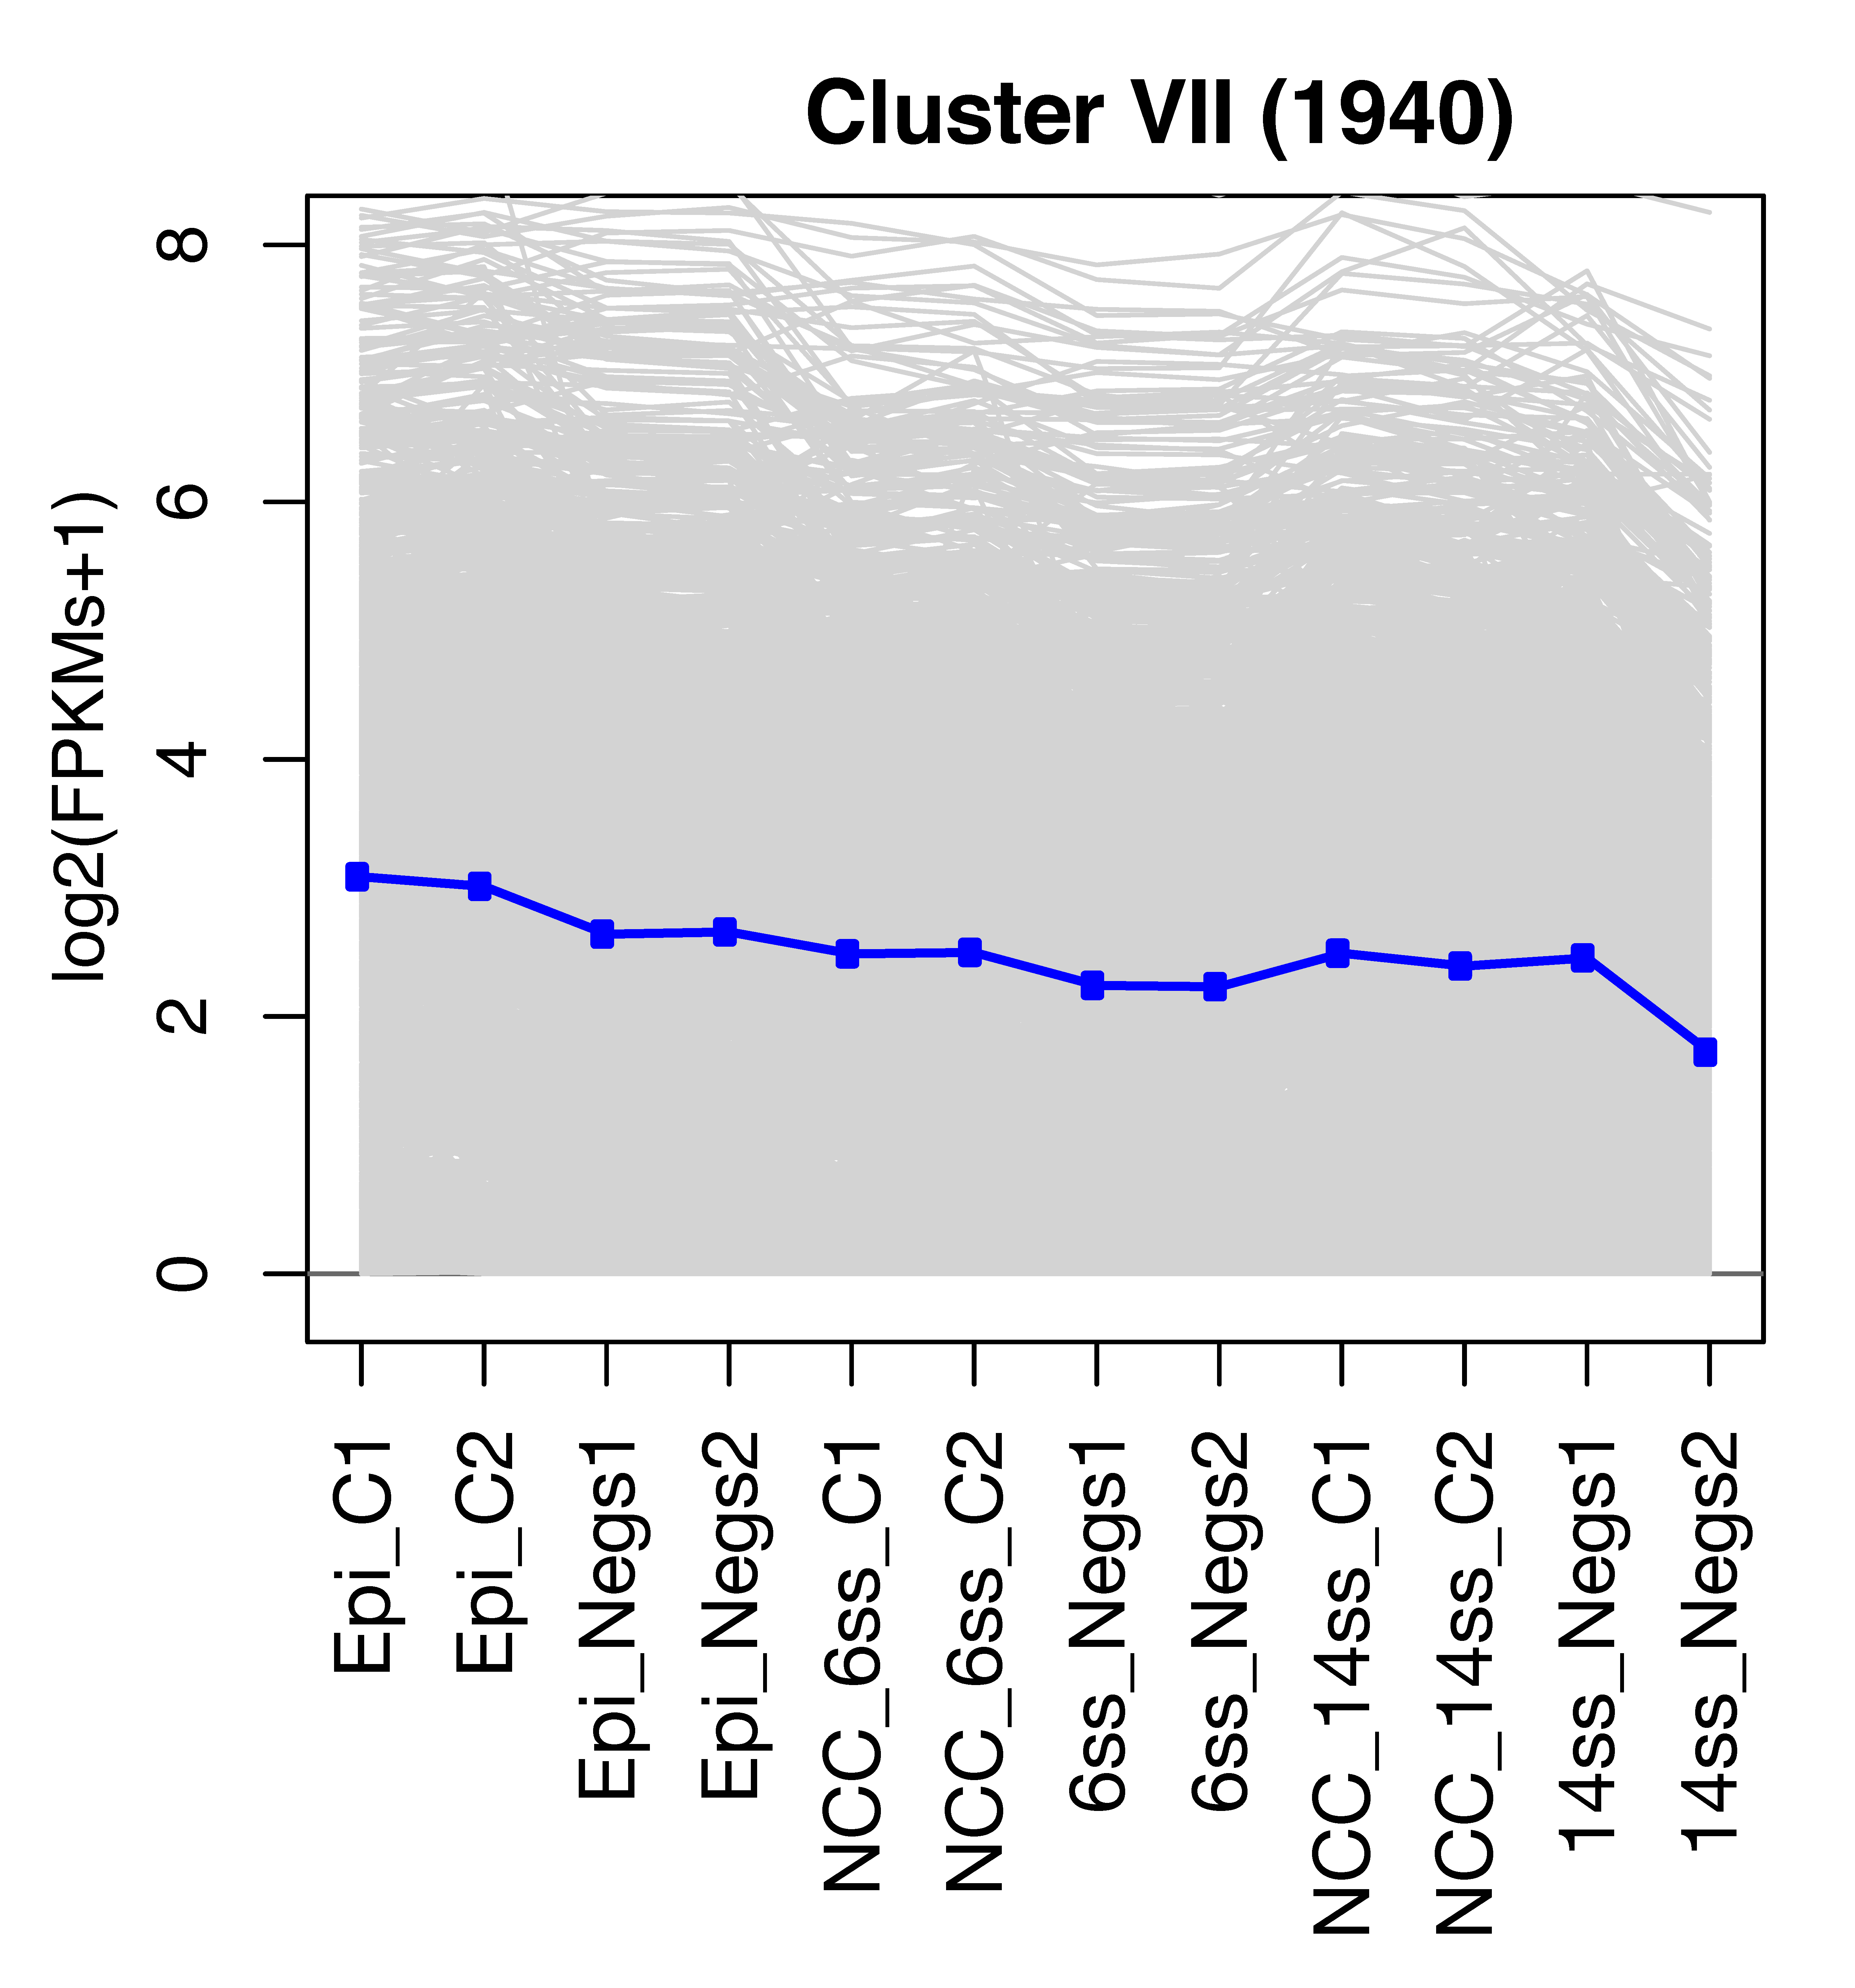 Cluster VII (1940)
log2(FPKMs+1)
8
6
4
2
0
Epi_C1
Epi_C2
Epi_Negs1
Epi_Negs2
NCC_6ss_C1
NCC_6ss_C2
6ss_Negs1
6ss_Negs2
NCC_14ss_C1
NCC_14ss_C2
14ss_Negs1
14ss_Negs2